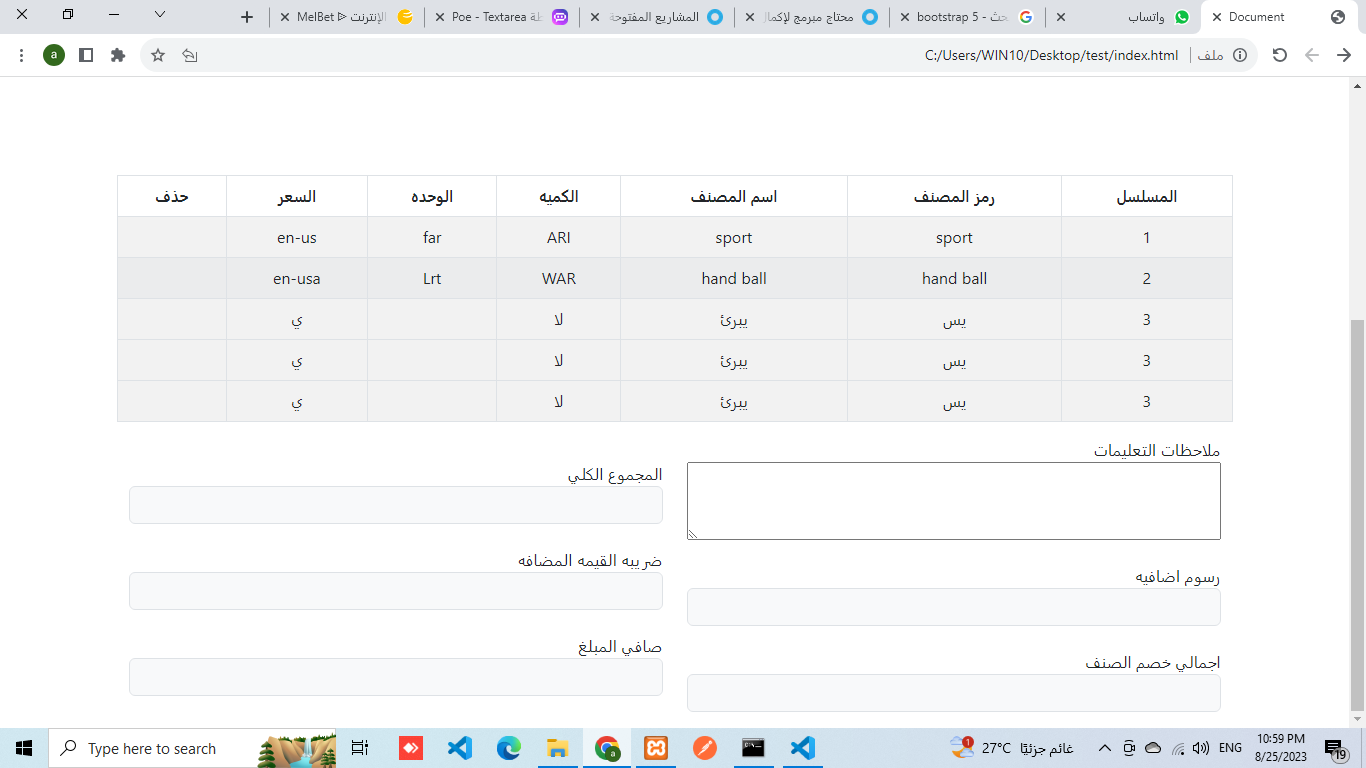 Document
واتساب
bootstrap 5 - حث
محتاج مبرمج لإكمال
المشاريع المفتوحة
Poe - Textarea
MelBet ᐉ الإنترنت
ملف
C:/Users/WIN10/Desktop/test/index.html
a
المسلسل رمز المصنف اسم المصنف الكميه الوحده السعر حذف
1 sport sport ARI far en-us
2 hand ball hand ball WAR Lrt en-usa
3 يس يبرئ لا ي
3 يس يبرئ لا ي
3 يس يبرئ لا ي
ملاحظات التعليمات
رسوم اضافيه
اجمالي خصم الصنف
المجموع الكلي
ضريبه القيمه المضافه
صافي المبلغ
Type here to search
a
1
27°C غائم جزئيًا
ENG
10:59 PM
8/25/2023
19